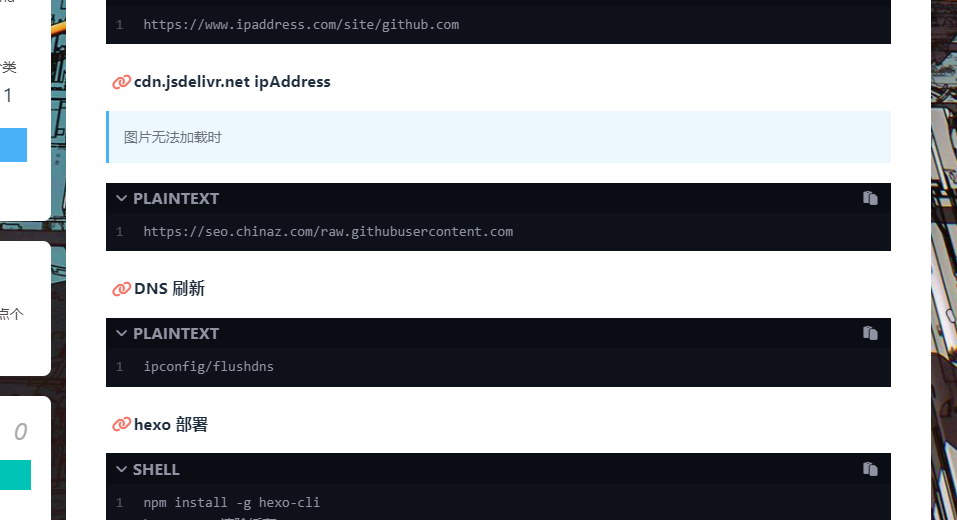 1 https://www.ipaddress.com/site/github.com
类
1
cdn.jsdelivr.net ipAddress
图片无法加载时
PLAINTEXT
1 https://seo.chinaz.com/raw.githubusercontent.com
DNS 刷新
点个
PLAINTEXT
1 ipconfig/flushdns
hexo 部署
0
SHELL
1 npm install -g hexo-cli